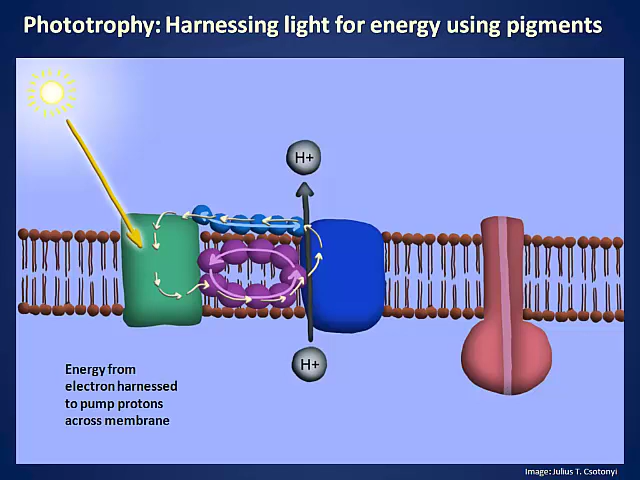 Phototrophy: Harnessing light for energy using pigments
H+
H+
Energy from
electron harnessed
to pump protons
across membrane
Image: Julius T. Csotonyi